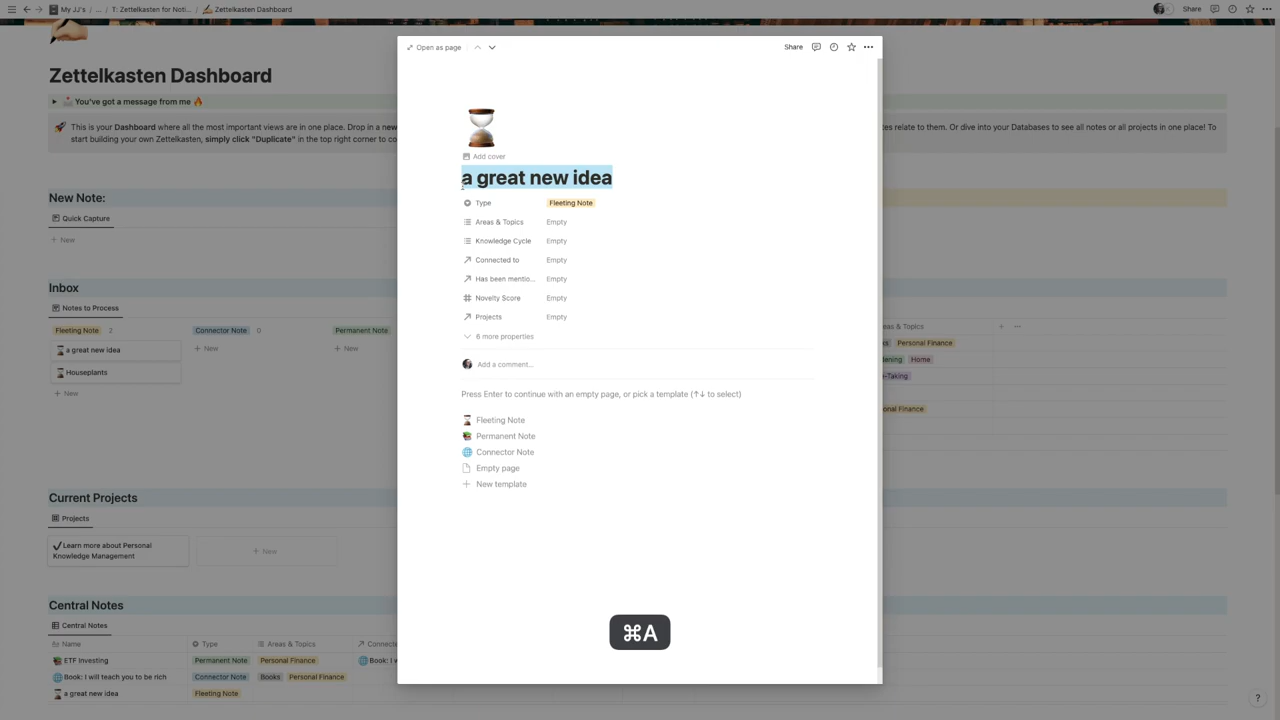 My JJ's / ... / T: Zettelkasten for Noti... / Zettelkasten Dashboard
Share
Zettelkasten Dashboard
You've got a message from me
This is your Dashboard where all the most important views are in one place. Drop in a new
start building your own Zettelkasten, simply click "Duplicate" in the top right corner to co
es relate to them. Or dive into your Databases to see all notes or all projects in one place! To
New Note:
Quick Capture
+ New
Inbox
Notes to Process
Fleeting Note 2
Connector Note 0
Permanent Note
a great new idea
+ New
+ New
Houseplants
+ New
reas & Topics
Personal Finance
Home
e-Taking
sonal Finance
Current Projects
Projects
Learn more about Personal
Knowledge Management
+ New
Central Notes
Central Notes
Name
Type
Areas & Topics
Connecte
ETF Investing
Permanent Note
Personal Finance
Book: I w
Book: I will teach you to be rich
Connector Note
Books
Personal Finance
a great new idea
Fleeting Note
Open as page
Share
Add cover
a great new idea
Type
Fleeting Note
Areas & Topics
Empty
Knowledge Cycle
Empty
Connected to
Empty
Has been mentio...
Empty
Novelty Score
Empty
Projects
Empty
6 more properties
Add a comment...
Press Enter to continue with an empty page, or pick a template (↑↓ to select)
Fleeting Note
Permanent Note
Connector Note
Empty page
New template
⌘A
?